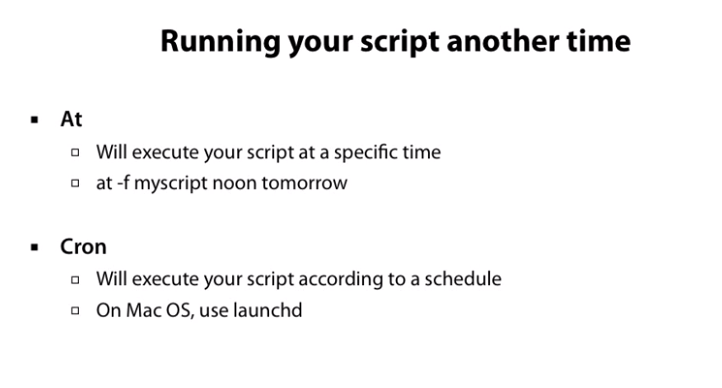 Running your script another time
▪ At
▫ Will execute your script at a specific time
▫ at -f myscript noon tomorrow
▪ Cron
▫ Will execute your script according to a schedule
▫ On Mac OS, use launchd